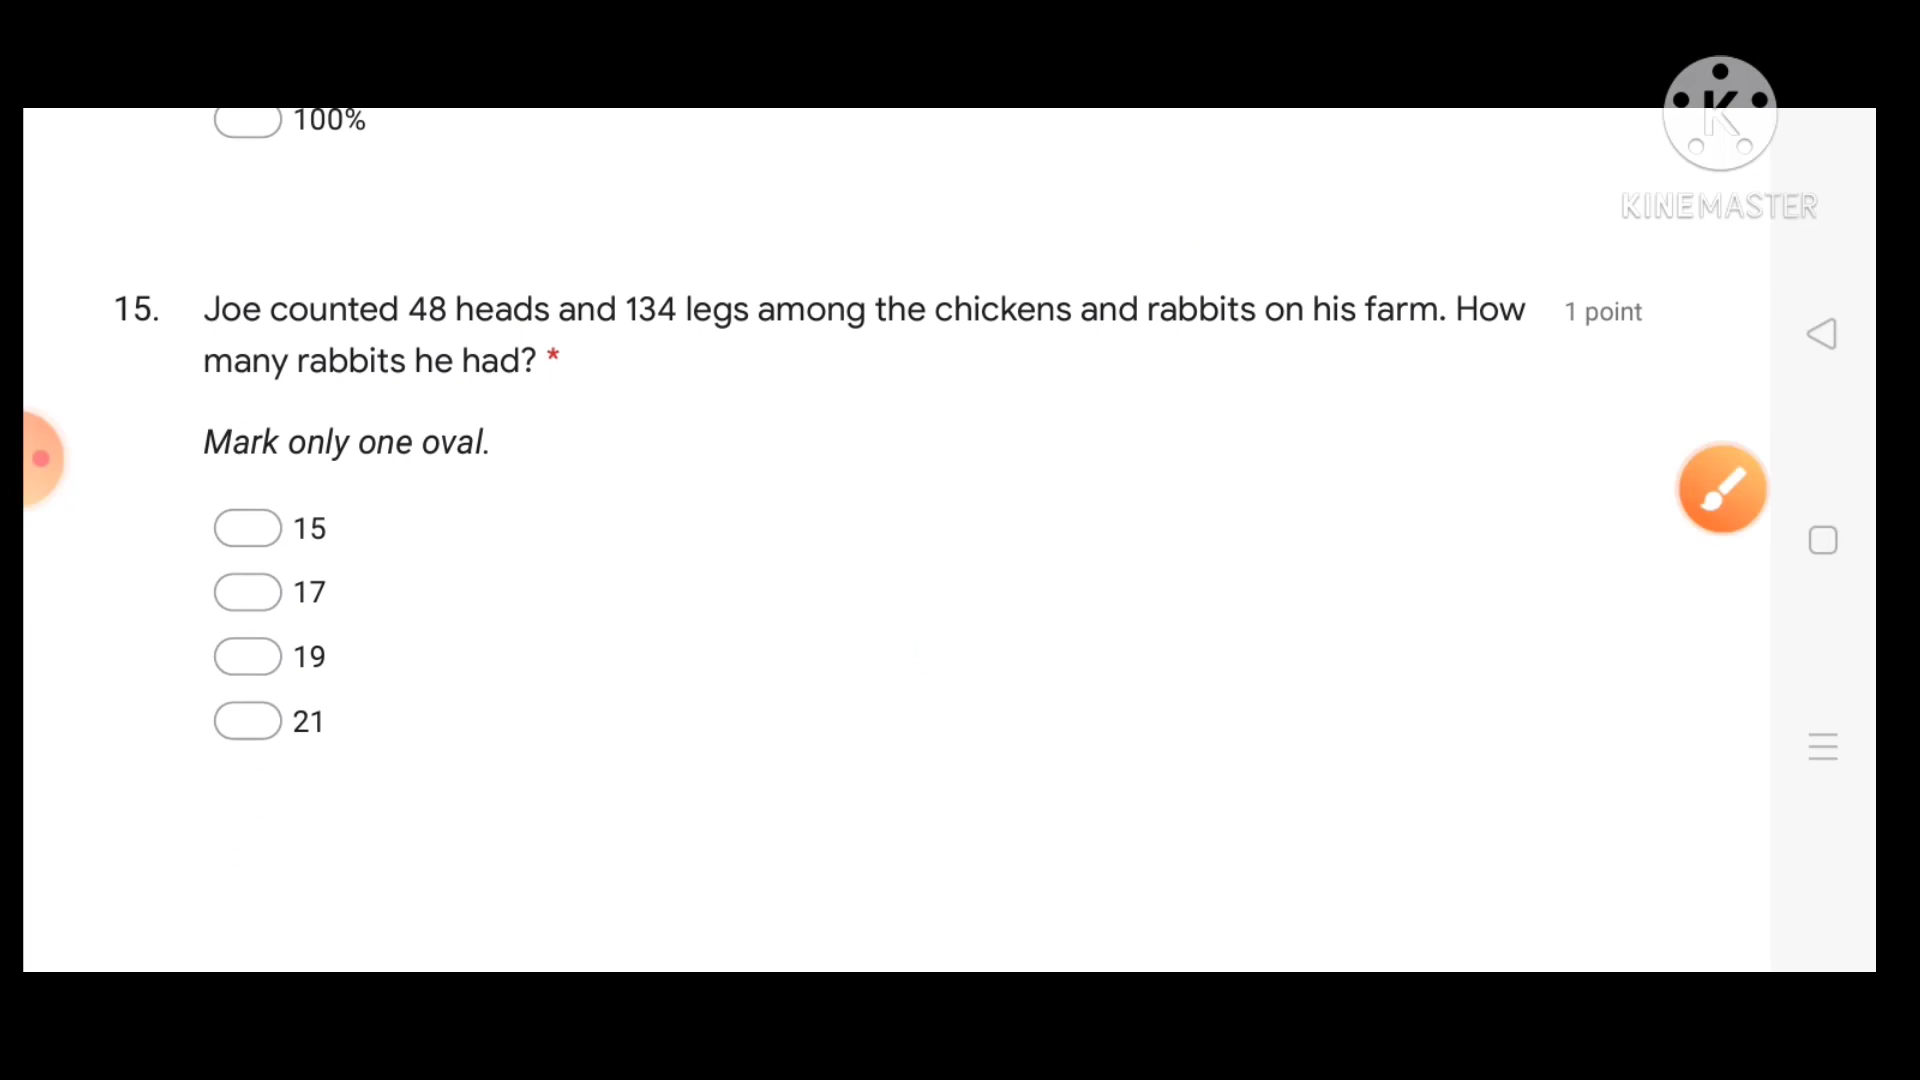 100%
K
KINEMASTER
15. Joe counted 48 heads and 134 legs among the chickens and rabbits on his farm. How 1 point
many rabbits he had? *
Mark only one oval.
15
17
19
21